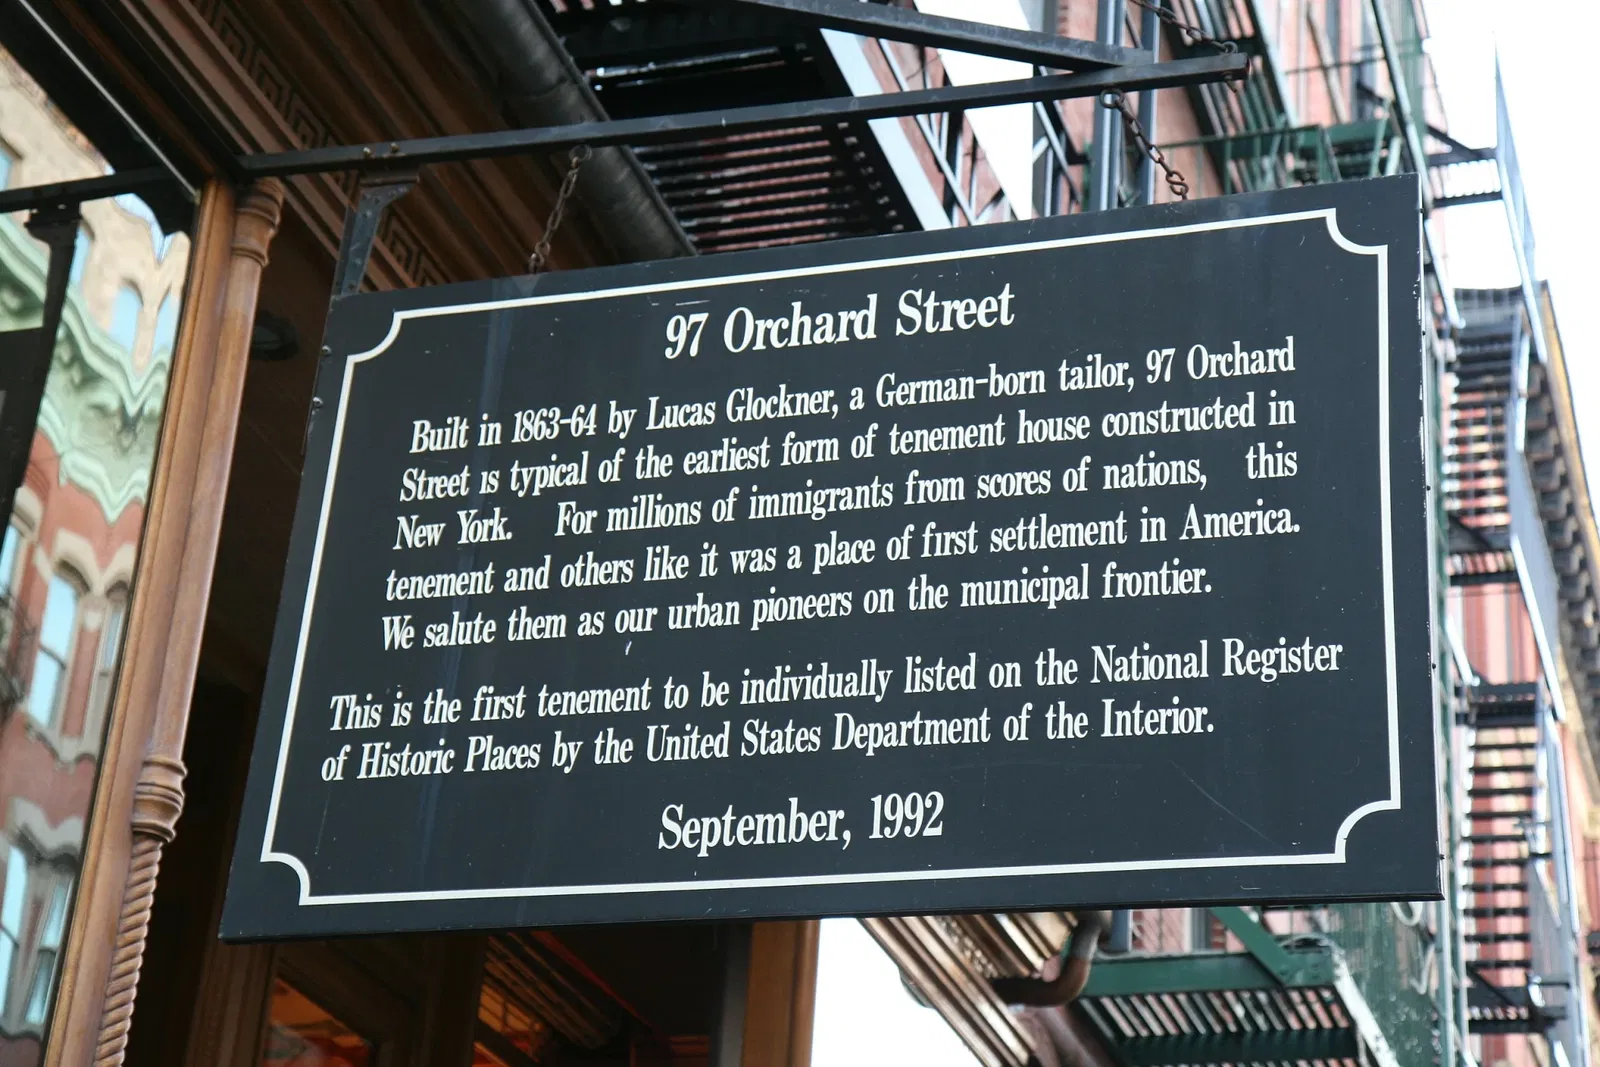 97 Orchard Street
Built in 1863-64 by Lucas Glockner, a German-born tailor, 97 Orchard
Street is typical of the earliest form of tenement house constructed in
New York. For millions of immigrants from scores of nations, this
tenement and others like it was a place of first settlement in America.
We salute them as our urban pioneers on the municipal frontier.
This is the first tenement to be individually listed on the National Register
of Historic Places by the United States Department of the Interior.
September, 1992